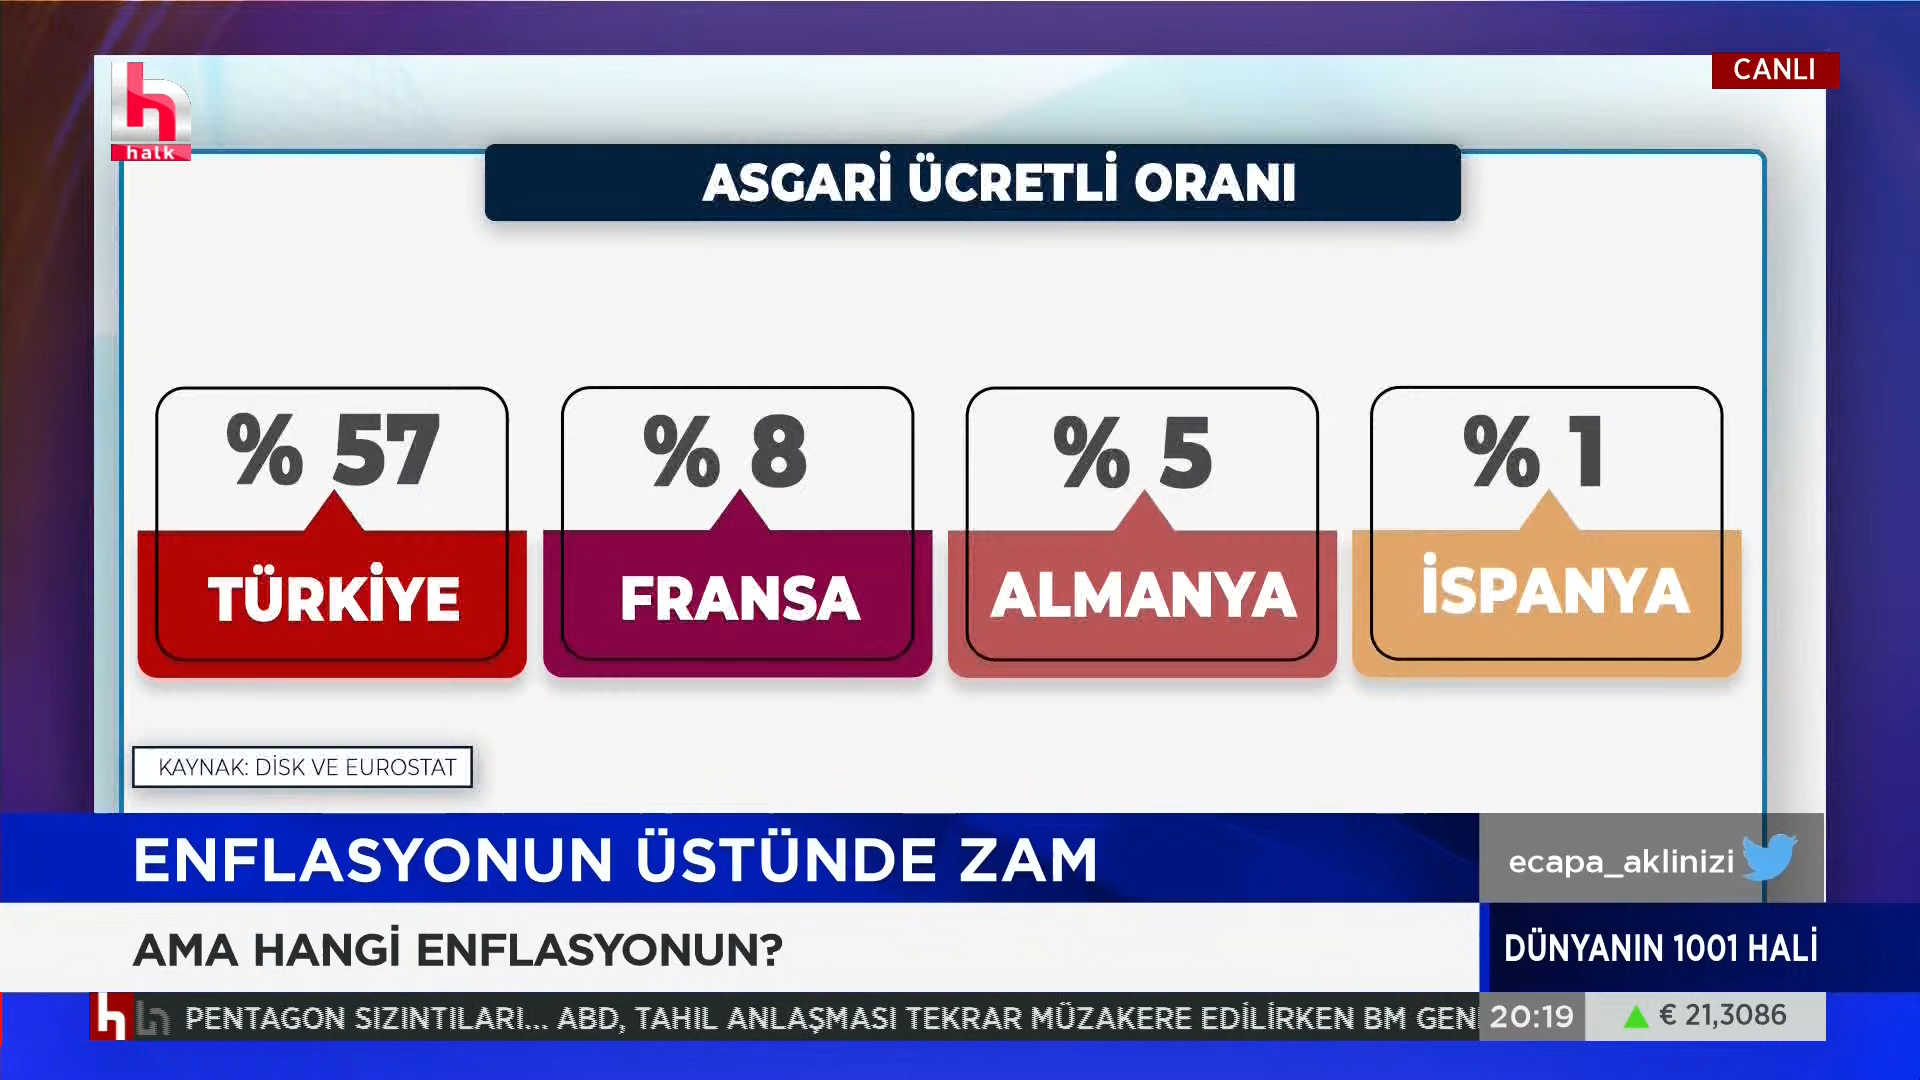 CANLI
halk
ASGARİ ÜCRETLİ ORANI
% 57
% 8
% 5
% 1
TÜRKİYE
FRANSA
ALMANYA
İSPANYA
KAYNAK: DİSK VE EUROSTAT
ENFLASYONUN ÜSTÜNDE ZAM
ecapa_aklinizi
AMA HANGİ ENFLASYONUN?
DÜNYANIN 1001 HALİ
PENTAGON SIZINTILARI... ABD, TAHIL ANLAŞMASI TEKRAR MÜZAKERE EDİLİRKEN BM GEN
20:19
€ 21,3086